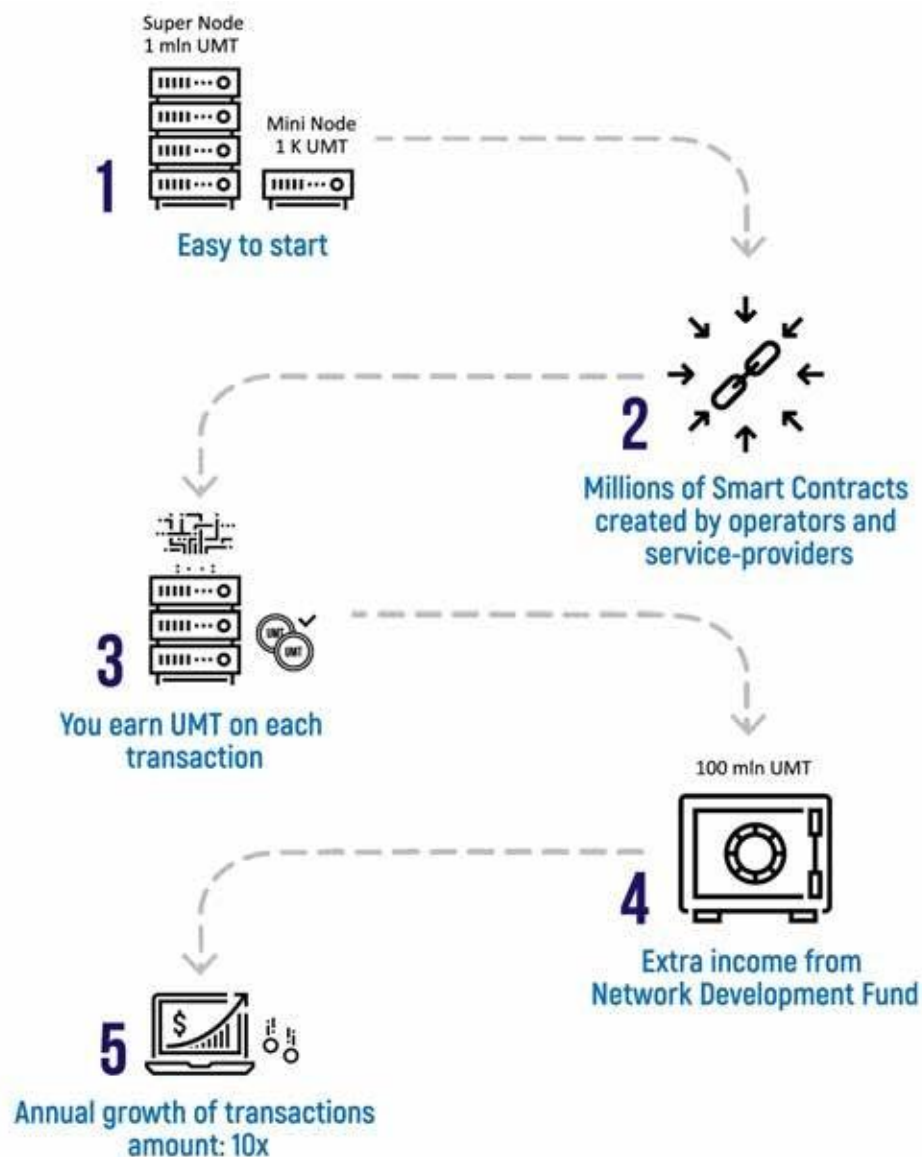 Super Node
1 mln UMT
Mini Node
1 K UMT
1
Easy to start
2
Millions of Smart Contracts
created by operators and
service-providers
3
UMT
UMT
You earn UMT on each
transaction
100 mln UMT
4
Extra income from
Network Development Fund
$
5
Annual growth of transactions
amount: 10x